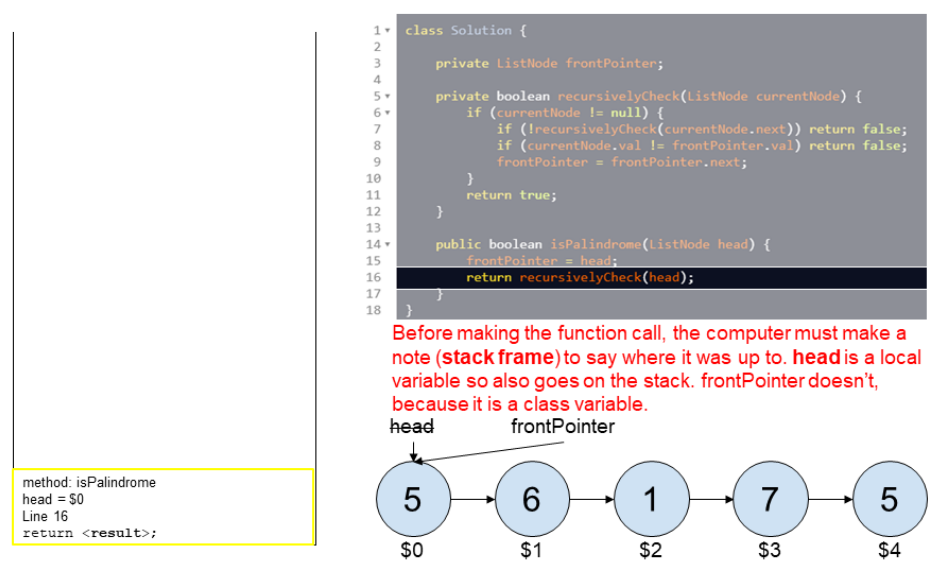 1 class Solution {
2
3 private ListNode frontPointer;
4
5 private boolean recursivelyCheck(ListNode currentNode) {
6 if (currentNode != null) {
7 if (!recursivelyCheck(currentNode.next)) return false;
8 if (currentNode.val != frontPointer.val) return false;
9 frontPointer = frontPointer.next;
10 }
11 return true;
12 }
13
14 public boolean isPalindrome(ListNode head) {
15 frontPointer = head;
16 return recursivelyCheck(head);
17 }
18 }
Before making the function call, the computer must make a
note (stack frame) to say where it was up to. head is a local
variable so also goes on the stack. frontPointer doesn't,
because it is a class variable.
head frontPointer
5 6 1 7 5
$0 $1 $2 $3 $4
method: isPalindrome
head = $0
Line 16
return <result>;